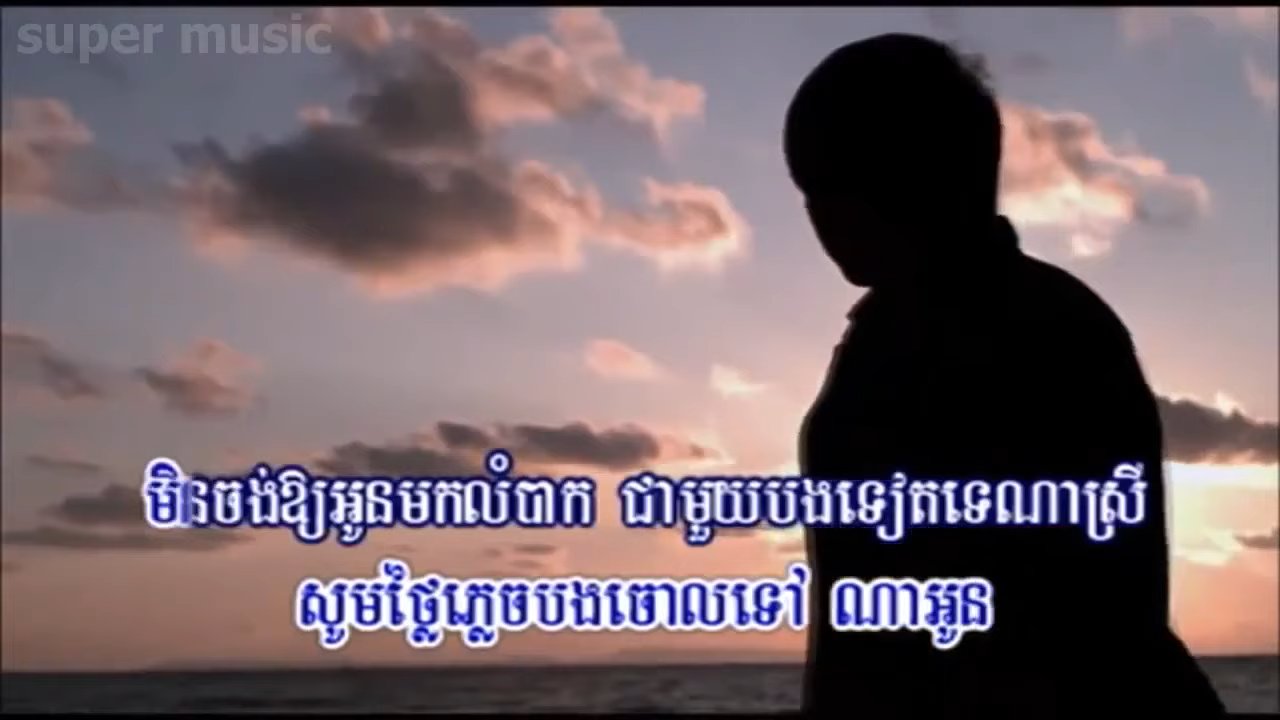 super music
មិនចង់ឱ្យអូនមកលំបាក ជាមួយបងទៀតទេណាស្រី
សូមថ្លៃភ្លេចបងចោលទៅ ណាអូន